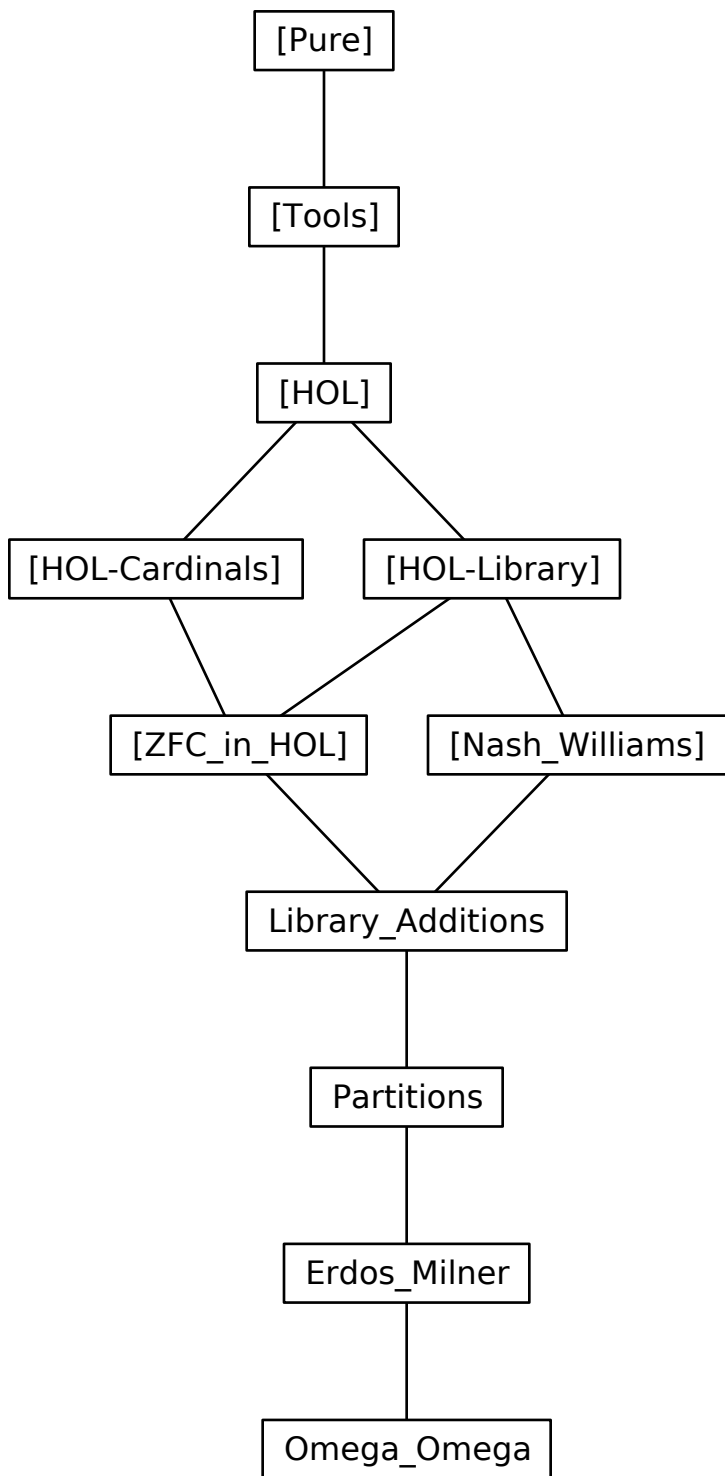 [Pure]
[Tools]
[HOL]
[HOL-Cardinals]
[HOL-Library]
[ZFC_in_HOL]
[Nash_Williams]
Library_Additions
Partitions
Erdos_Milner
Omega_Omega